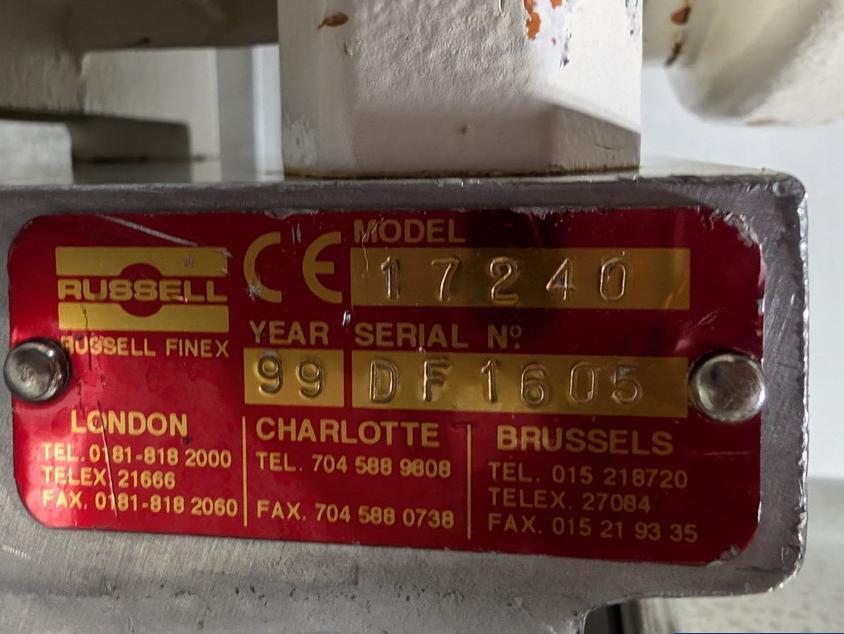 RUSSELL
RUSSELL FINEX
CE
MODEL
17240
YEAR
99
SERIAL Nº
DF1605
LONDON
TEL. 0181-818 2000
TELEX. 21666
FAX. 0181-818 2060
CHARLOTTE
TEL. 704 588 9808
FAX. 704 588 0738
BRUSSELS
TEL. 015 218720
TELEX. 27084
FAX. 015 21 93 35